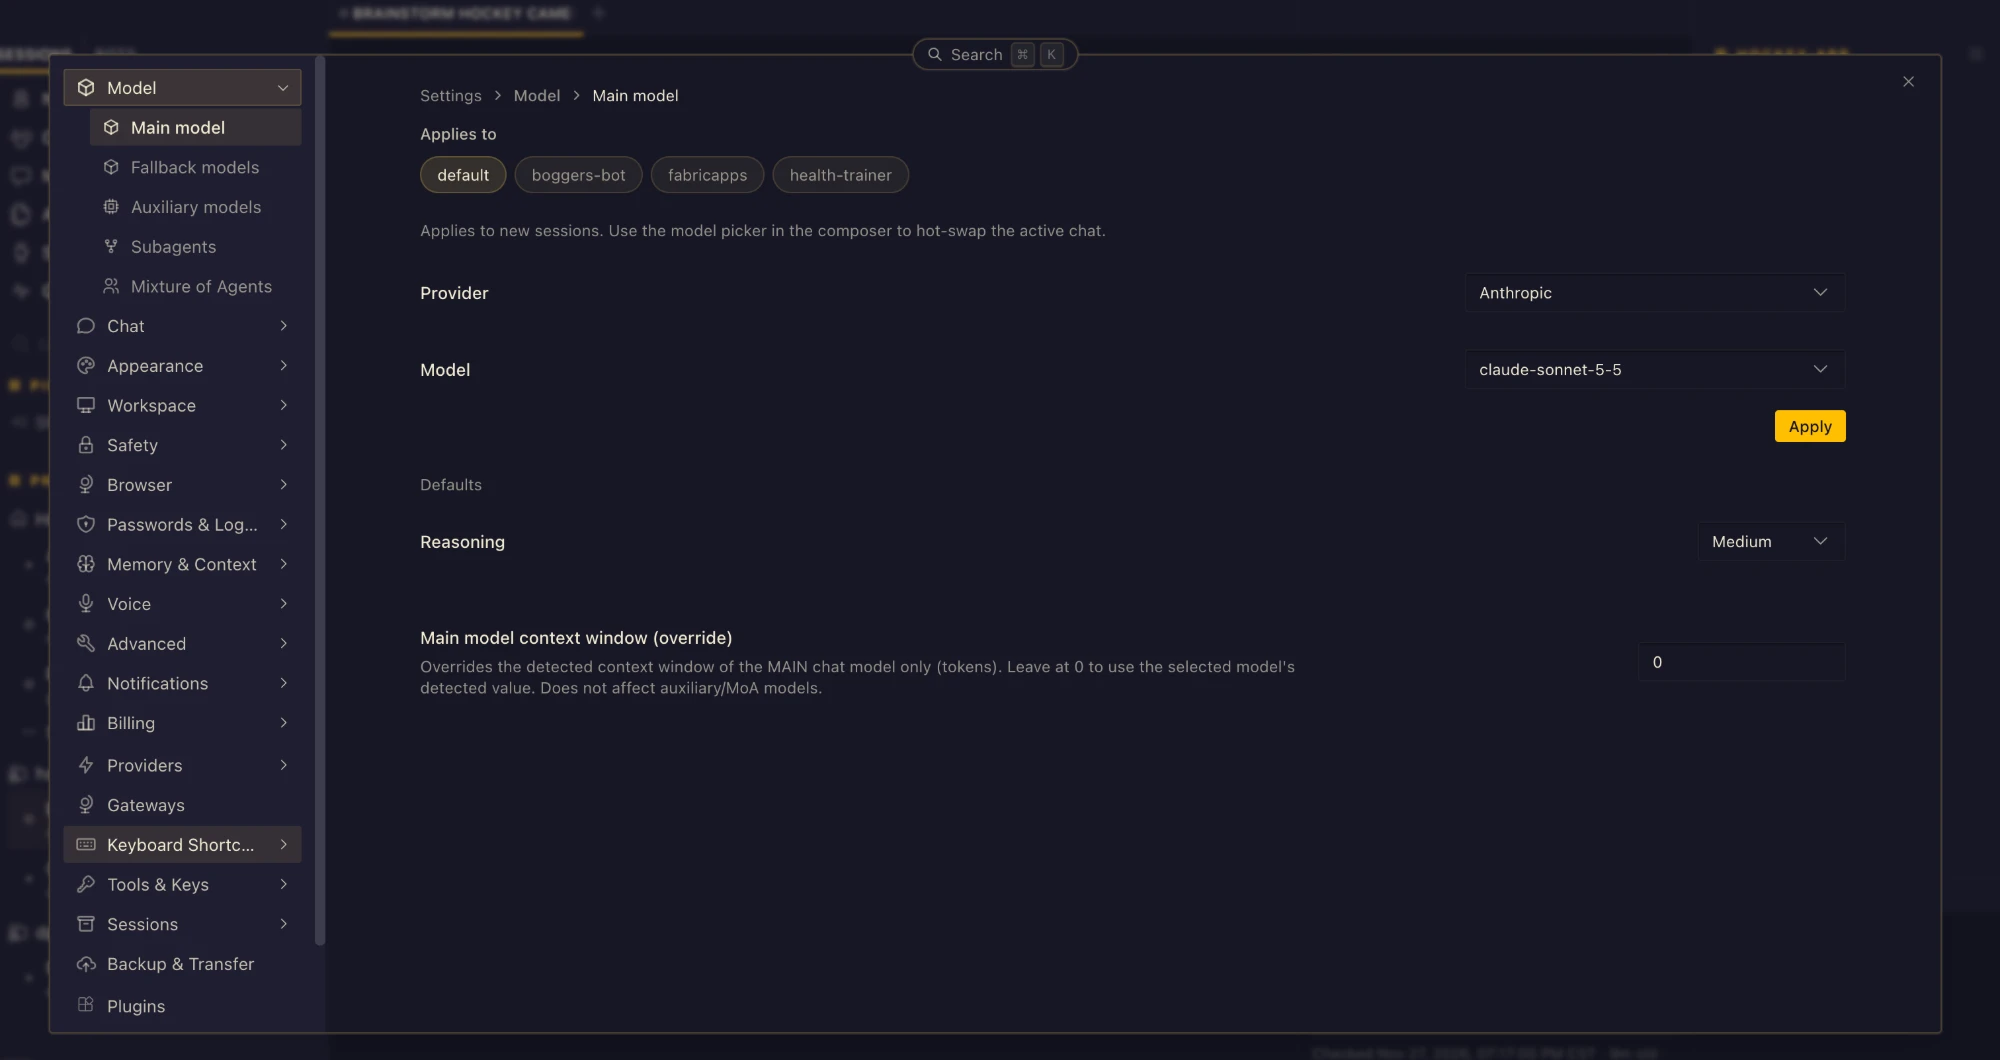 BRAINSTORM HOCKEY CAME
SESSIONS
Search ⌘ K
Model
Main model
Fallback models
Auxiliary models
Subagents
Mixture of Agents
Chat
Appearance
Workspace
Safety
Browser
Passwords & Log...
Memory & Context
Voice
Advanced
Notifications
Billing
Providers
Gateways
Keyboard Shortc...
Tools & Keys
Sessions
Backup & Transfer
Plugins
Settings > Model > Main model
Applies to
default boggers-bot fabricapps health-trainer
Applies to new sessions. Use the model picker in the composer to hot-swap the active chat.
Provider
Anthropic
Model
claude-sonnet-5-5
Apply
Defaults
Reasoning
Medium
Main model context window (override)
Overrides the detected context window of the MAIN chat model only (tokens). Leave at 0 to use the selected model's
detected value. Does not affect auxiliary/MoA models.
0